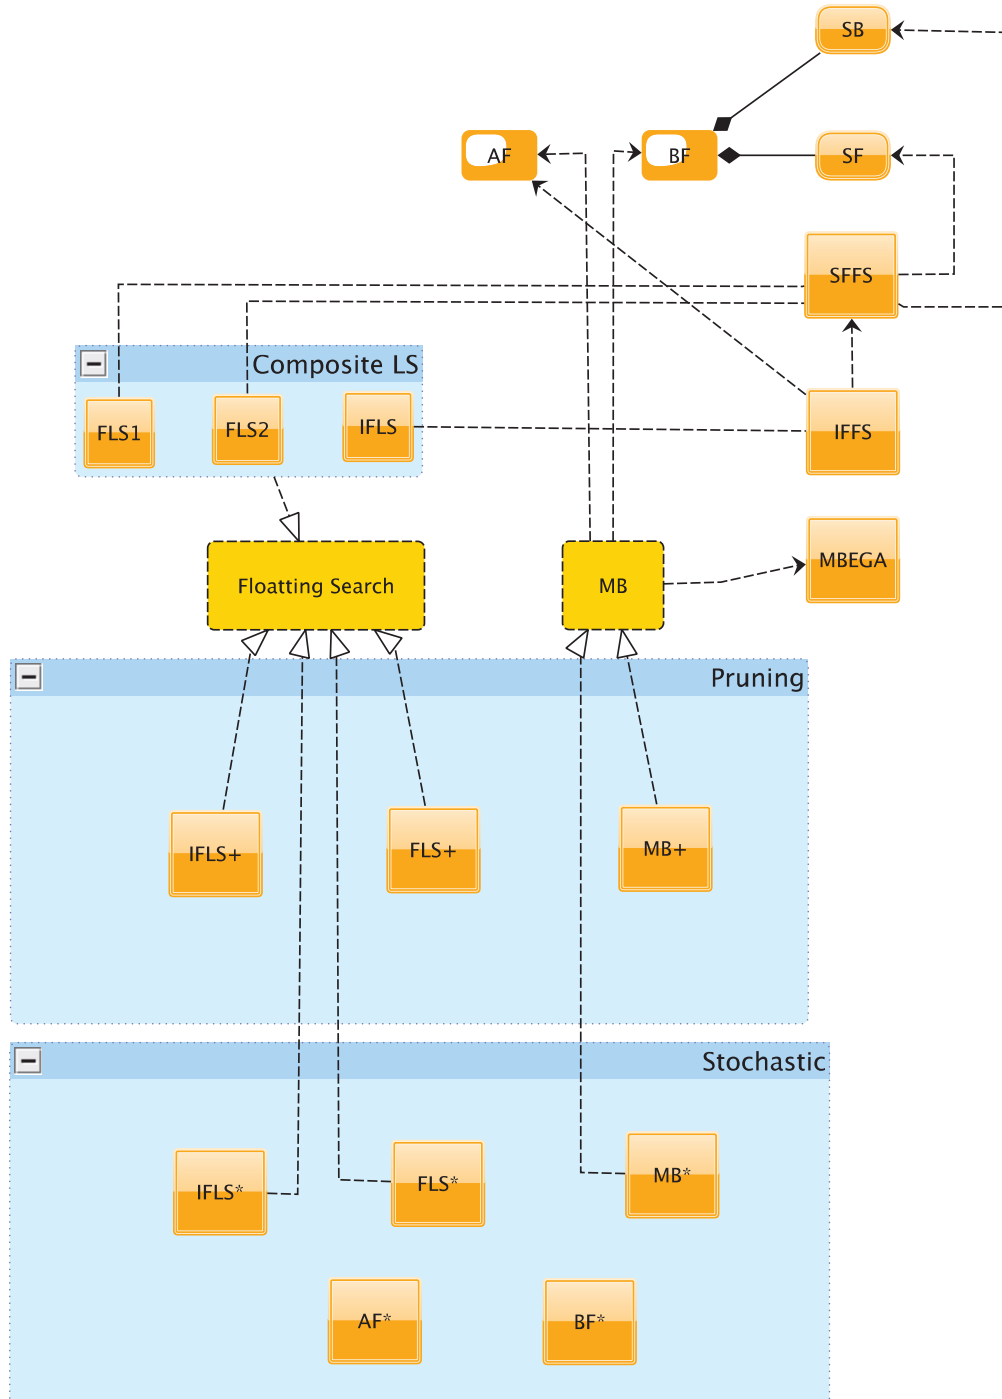 SB
AF
BF
SF
SFFS
Composite LS
FLS1
FLS2
IFLS
IFFS
MBEGA
Floatting Search
MB
Pruning
IFLS+
FLS+
MB+
Stochastic
IFLS*
FLS*
MB*
AF*
BF*